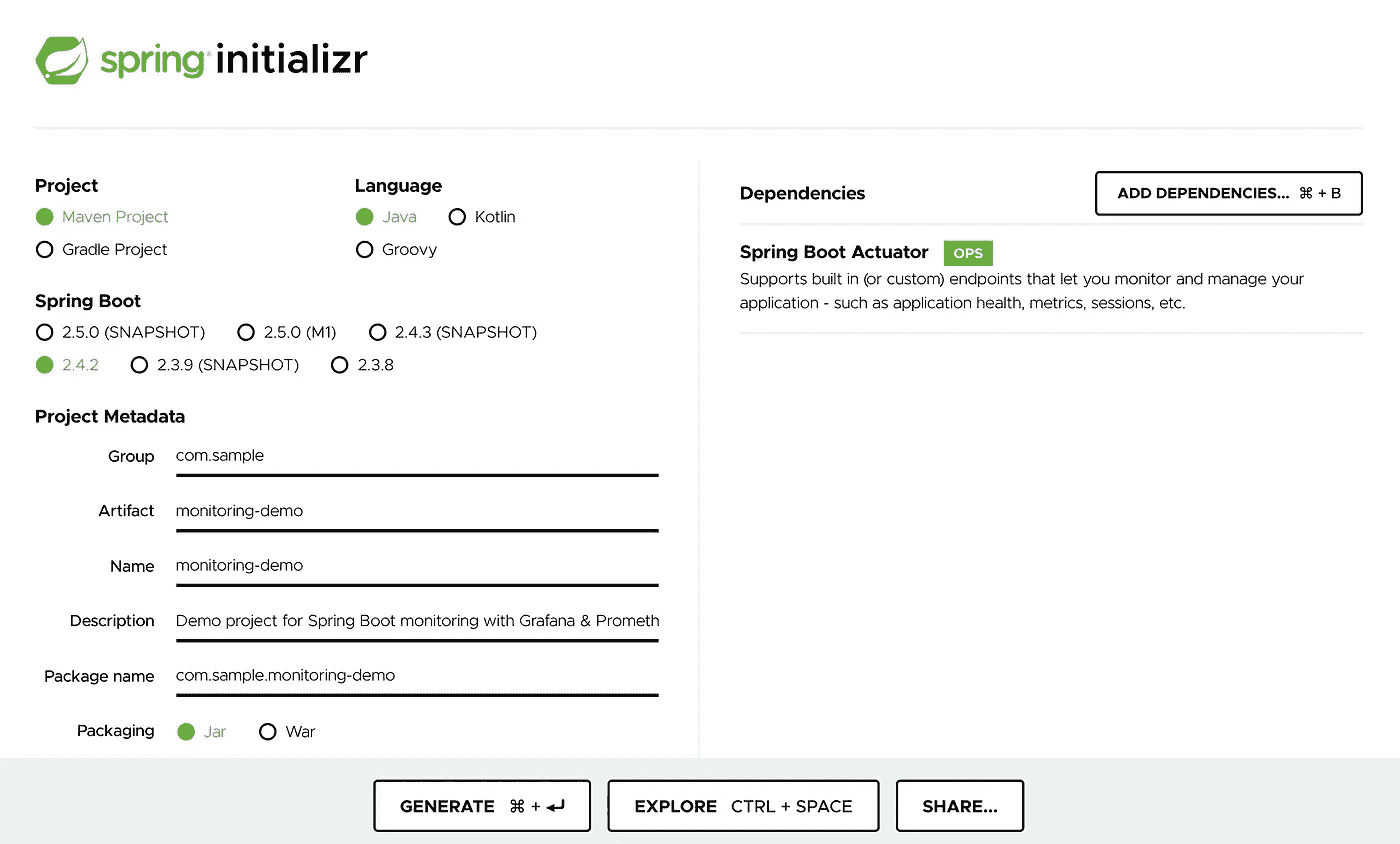 spring initializr
Project
Maven Project
Gradle Project
Language
Java Kotlin
Groovy
Spring Boot
2.5.0 (SNAPSHOT) 2.5.0 (M1) 2.4.3 (SNAPSHOT)
2.4.2 2.3.9 (SNAPSHOT) 2.3.8
Project Metadata
Group com.sample
Artifact monitoring-demo
Name monitoring-demo
Description Demo project for Spring Boot monitoring with Grafana & Prometh
Package name com.sample.monitoring-demo
Packaging Jar War
Dependencies
ADD DEPENDENCIES... ⌘ + B
Spring Boot Actuator OPS
Supports built in (or custom) endpoints that let you monitor and manage your
application - such as application health, metrics, sessions, etc.
GENERATE ⌘ + ↵
EXPLORE CTRL + SPACE
SHARE...